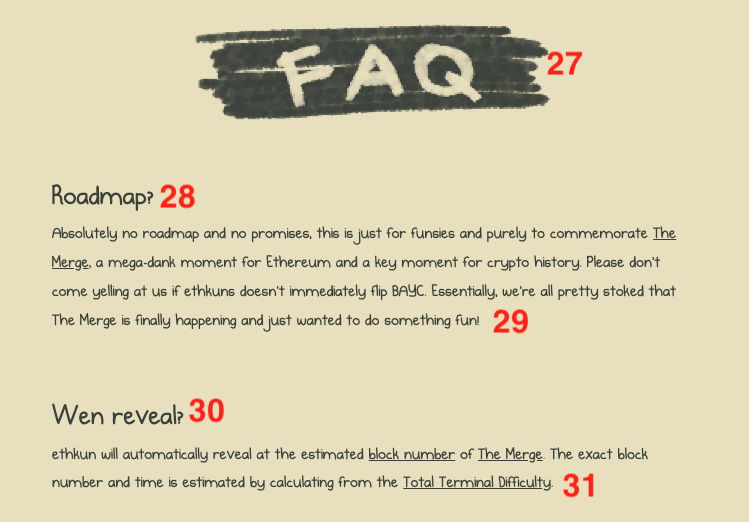 FAQ 27
Roadmap? 28
Absolutely no roadmap and no promises, this is just for funsies and purely to commemorate The
Merge, a mega-dank moment for Ethereum and a key moment for crypto history. Please don't
come yelling at us if ethkuns doesn't immediately flip BAYC. Essentially, we're all pretty stoked that
The Merge is finally happening and just wanted to do something fun! 29
Wen reveal? 30
ethkun will automatically reveal at the estimated block number of The Merge. The exact block
number and time is estimated by calculating from the Total Terminal Difficulty. 31